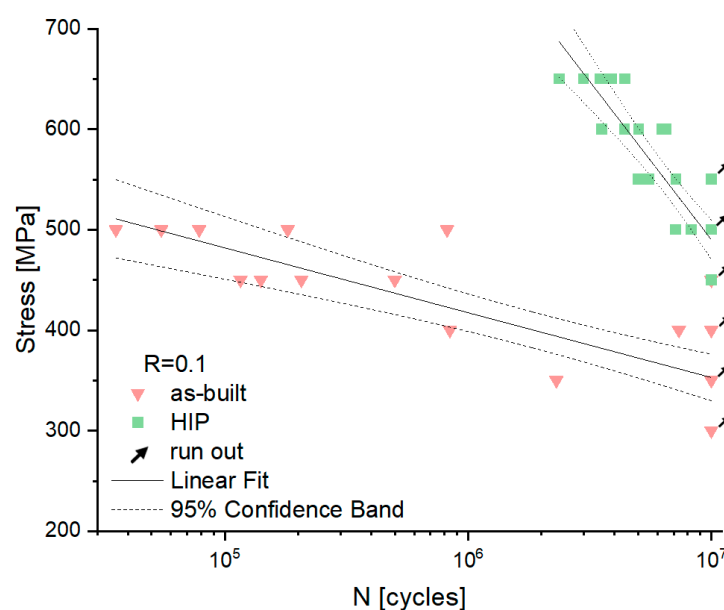 700
600
500
400
300
200
Stress [MPa]
R=0.1
as-built
HIP
run out
Linear Fit
95% Confidence Band
10⁵
10⁶
10⁷
N [cycles]